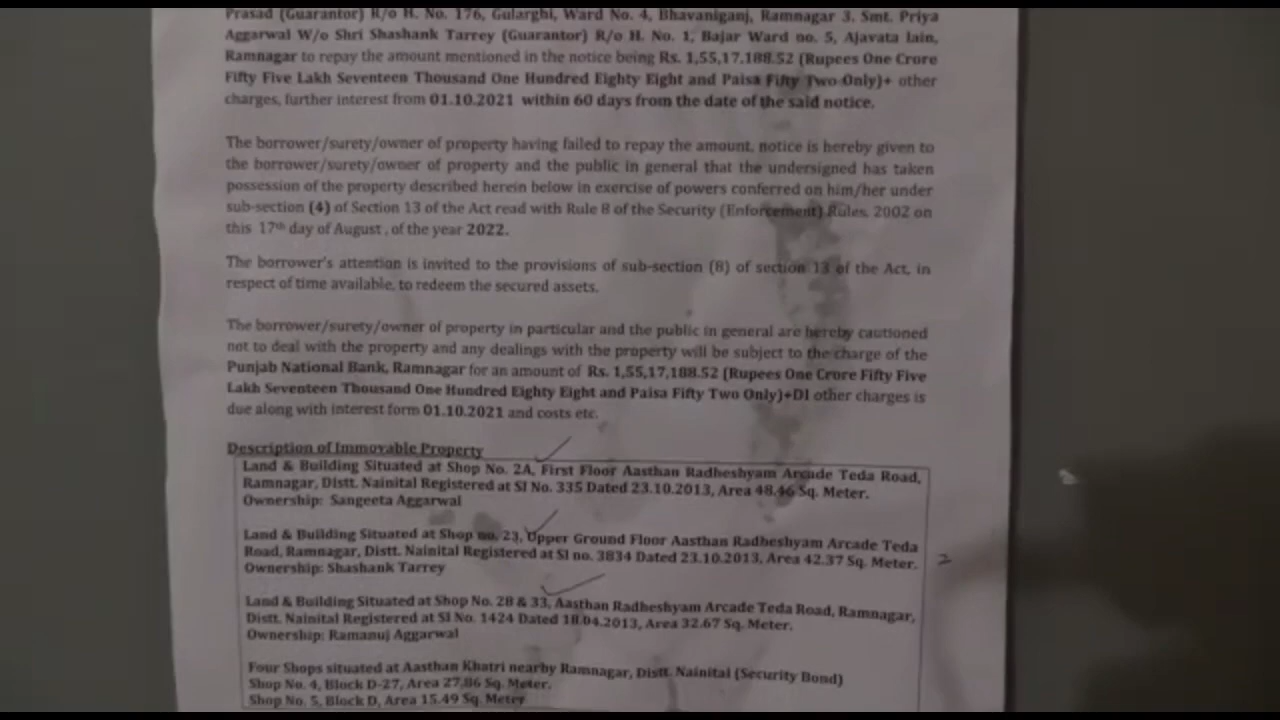 Prasad (Guarantor) R/o H. No. 176, Gularghi, Ward No. 4, Bhavaniganj, Ramnagar 3. Smt. Priya
Aggarwal W/o Shri Shashank Tarrey (Guarantor) R/o H. No. 1, Bajar Ward no. 5, Ajavata lain,
Ramnagar to repay the amount mentioned in the notice being Rs. 1,55,17,188.52 (Rupees One Crore
Fifty Five Lakh Seventeen Thousand One Hundred Eighty Eight and Paisa Fifty Two Only)+ other
charges, further interest from 01.10.2021 within 60 days from the date of the said notice.
The borrower/surety/owner of property having failed to repay the amount, notice is hereby given to
the borrower/surety/owner of property and the public in general that the undersigned has taken
possession of the property described herein below in exercise of powers conferred on him/her under
sub-section (4) of Section 13 of the Act read with Rule 8 of the Security (Enforcement) Rules, 2002 on
this 17th day of August , of the year 2022.
The borrower's attention is invited to the provisions of sub-section (8) of section 13 of the Act, in
respect of time available, to redeem the secured assets.
The borrower/surety/owner of property in particular and the public in general are hereby cautioned
not to deal with the property and any dealings with the property will be subject to the charge of the
Punjab National Bank, Ramnagar for an amount of Rs. 1,55,17,188.52 (Rupees One Crore Fifty Five
Lakh Seventeen Thousand One Hundred Eighty Eight and Paisa Fifty Two Only)+DI other charges is
due along with interest form 01.10.2021 and costs etc.
Description of Immovable Property
Land & Building Situated at Shop No. 2A, First Floor Aasthan Radheshyam Arcade Teda Road,
Ramnagar, Distt. Nainital Registered at SI No. 335 Dated 23.10.2013, Area 48.46 Sq. Meter.
Ownership: Sangeeta Aggarwal
Land & Building Situated at Shop no. 23, Upper Ground Floor Aasthan Radheshyam Arcade Teda
Road, Ramnagar, Distt. Nainital Registered at SI no. 3834 Dated 23.10.2013, Area 42.37 Sq. Meter.
Ownership: Shashank Tarrey
Land & Building Situated at Shop No. 2B & 33, Aasthan Radheshyam Arcade Teda Road, Ramnagar,
Distt. Nainital Registered at SI No. 1424 Dated 18.04.2013, Area 32.67 Sq. Meter.
Ownership: Ramanuj Aggarwal
Four Shops situated at Aasthan Khatri nearby Ramnagar, Distt. Nainital (Security Bond)
Shop No. 4, Block D-27, Area 27.86 Sq. Meter.
Shop No. 5, Block D, Area 15.49 Sq. Meter